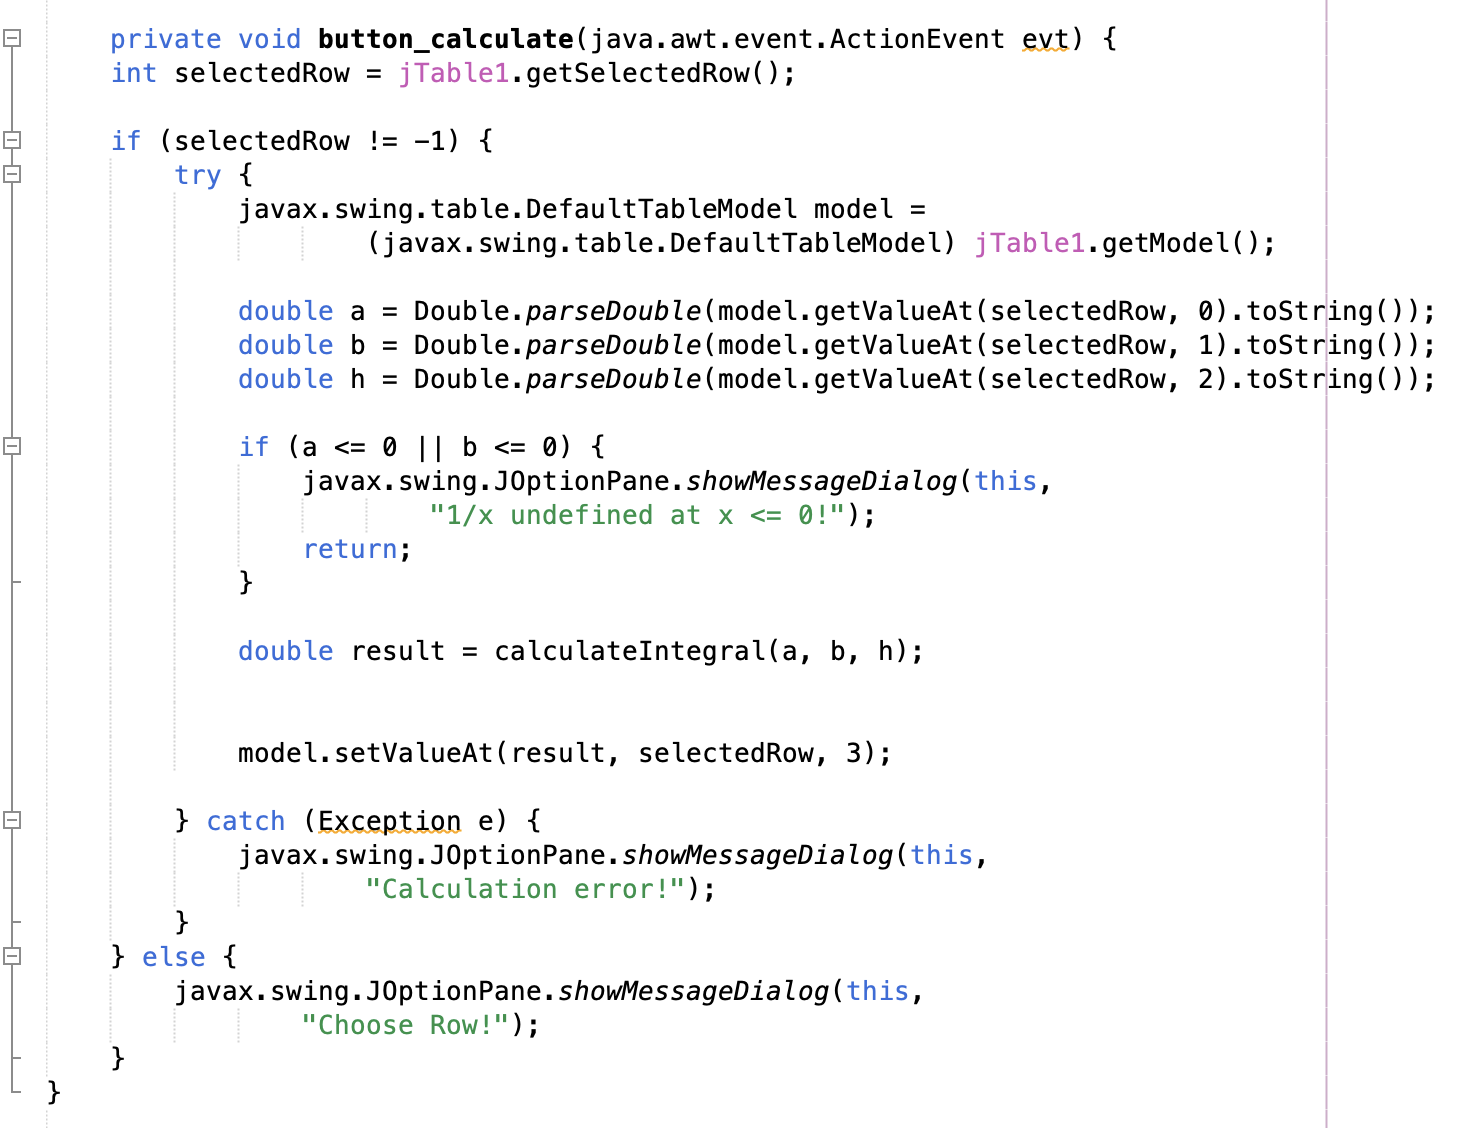 private void button_calculate(java.awt.event.ActionEvent evt) {
int selectedRow = jTable1.getSelectedRow();
if (selectedRow != -1) {
try {
javax.swing.table.DefaultTableModel model =
(javax.swing.table.DefaultTableModel) jTable1.getModel();
double a = Double.parseDouble(model.getValueAt(selectedRow, 0).toString());
double b = Double.parseDouble(model.getValueAt(selectedRow, 1).toString());
double h = Double.parseDouble(model.getValueAt(selectedRow, 2).toString());
if (a <= 0 || b <= 0) {
javax.swing.JOptionPane.showMessageDialog(this,
"1/x undefined at x <= 0!");
return;
}
double result = calculateIntegral(a, b, h);
model.setValueAt(result, selectedRow, 3);
} catch (Exception e) {
javax.swing.JOptionPane.showMessageDialog(this,
"Calculation error!");
}
} else {
javax.swing.JOptionPane.showMessageDialog(this,
"Choose Row!");
}
}